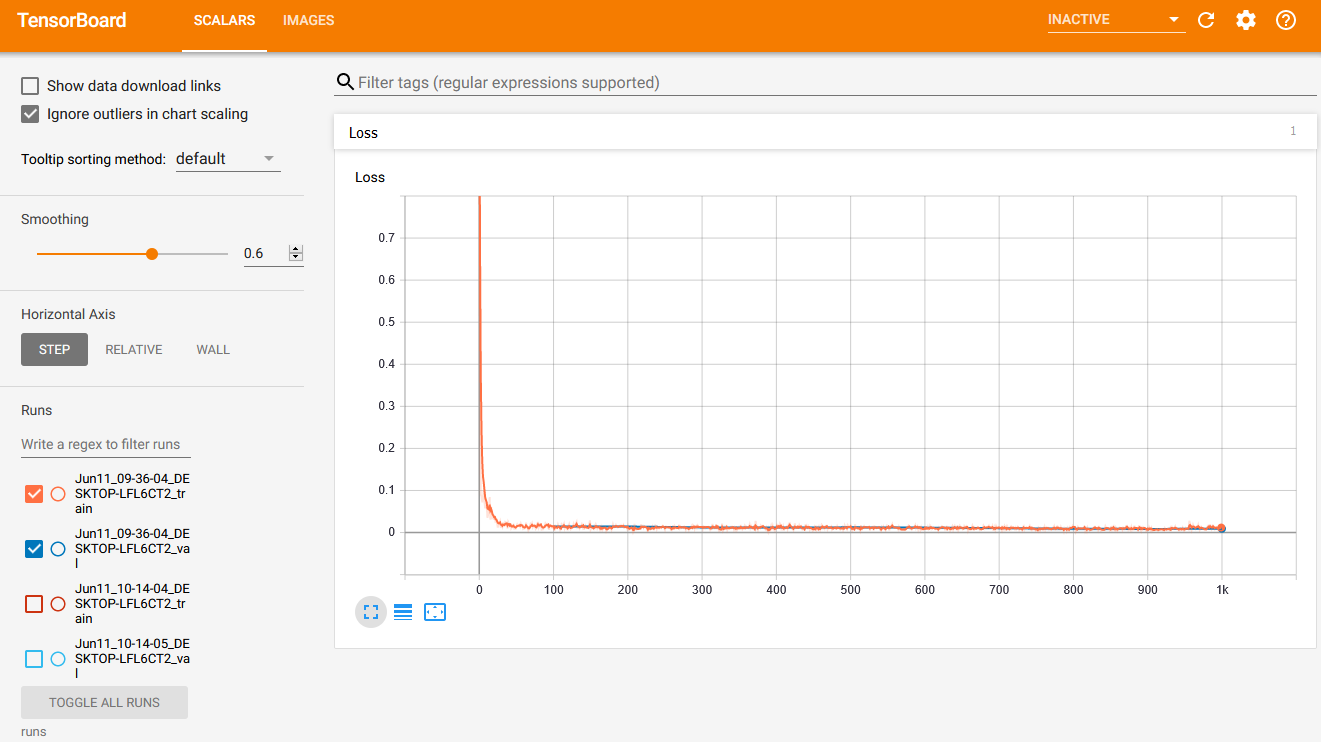 TensorBoard
SCALARS IMAGES
INACTIVE
Show data download links
Ignore outliers in chart scaling
Tooltip sorting method: default
Smoothing
0.6
Horizontal Axis
STEP RELATIVE WALL
Runs
Write a regex to filter runs
Jun11_09-36-04_DE
SKTOP-LFL6CT2_tr
ain
Jun11_09-36-04_DE
SKTOP-LFL6CT2_va
l
Jun11_10-14-04_DE
SKTOP-LFL6CT2_tr
ain
Jun11_10-14-05_DE
SKTOP-LFL6CT2_va
l
TOGGLE ALL RUNS
runs
Filter tags (regular expressions supported)
Loss 1
Loss
0.7
0.6
0.5
0.4
0.3
0.2
0.1
0
0 100 200 300 400 500 600 700 800 900 1k